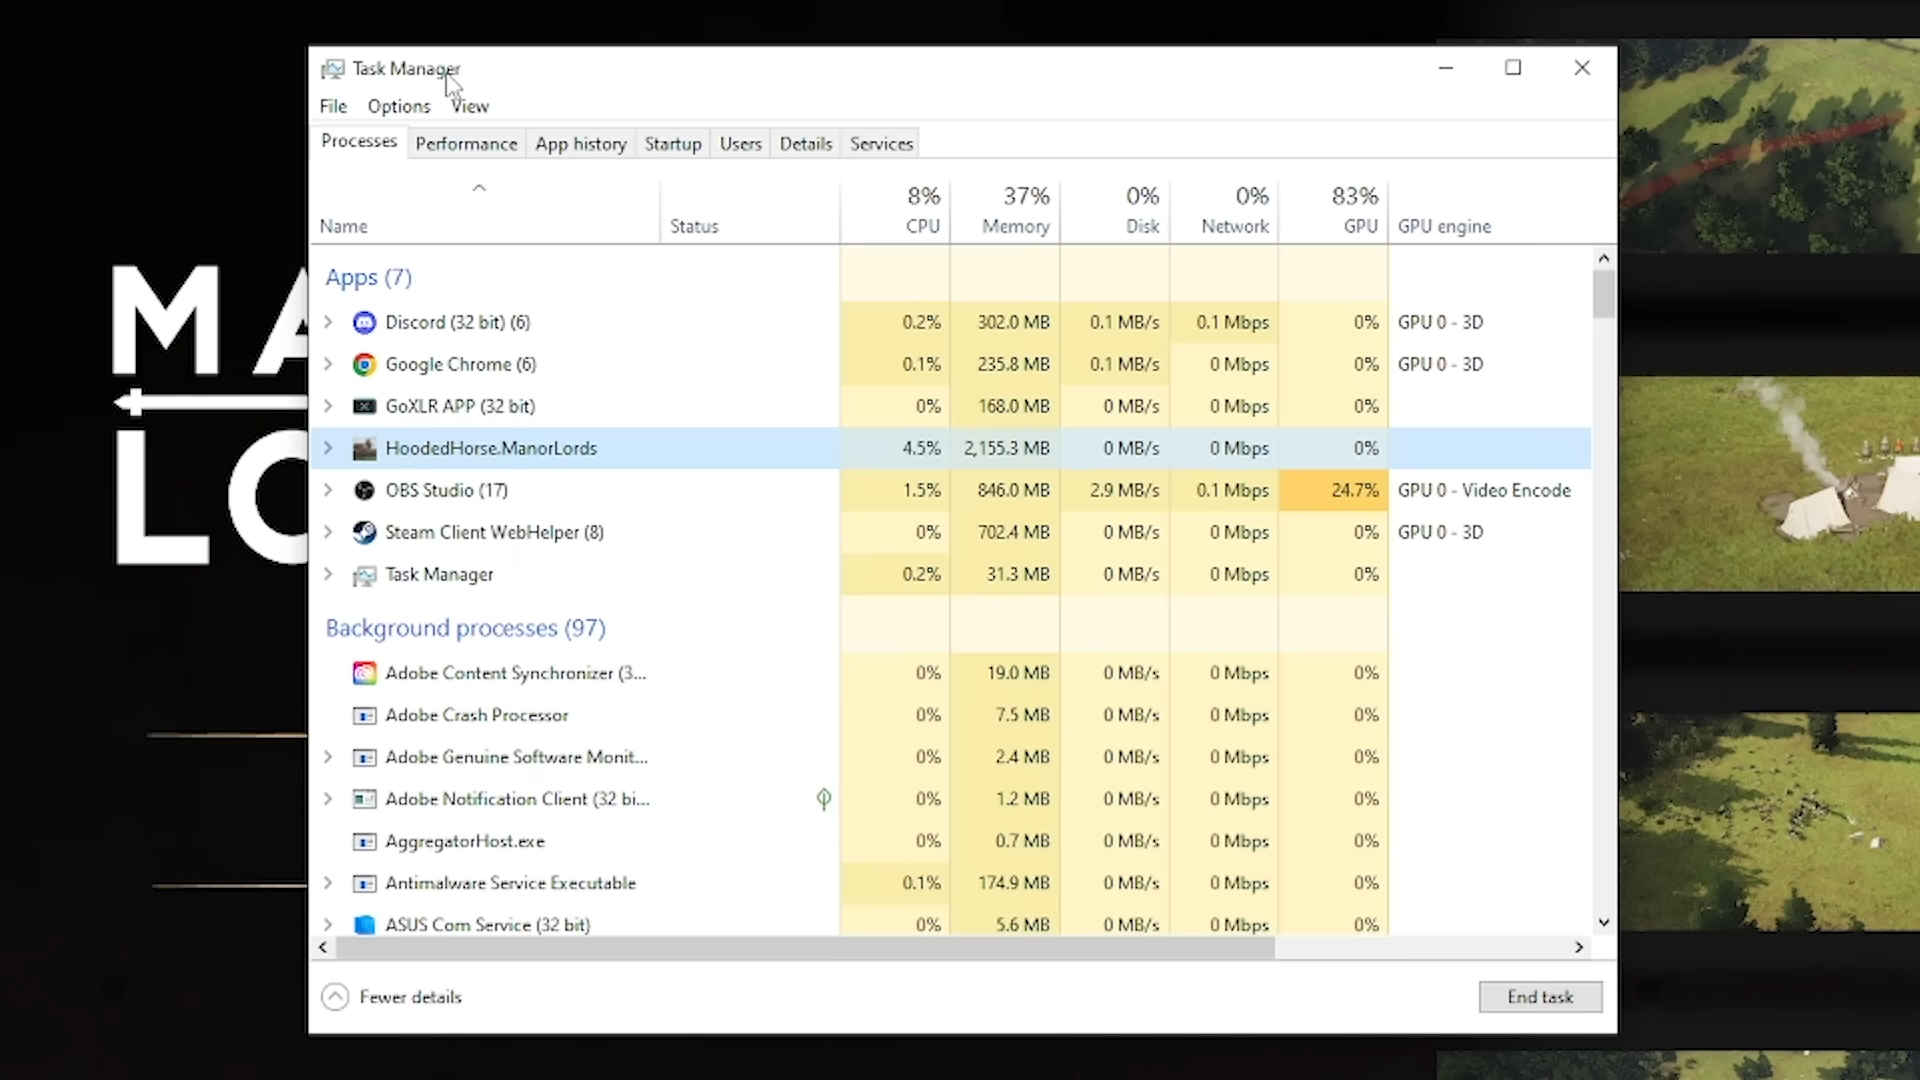 Task Manager
File Options View
Processes Performance App history Startup Users Details Services
8% 37% 0% 0% 83%
Name Status CPU Memory Disk Network GPU GPU engine
Apps (7)
Discord (32 bit) (6) 0.2% 302.0 MB 0.1 MB/s 0.1 Mbps 0% GPU 0 - 3D
Google Chrome (6) 0.1% 235.8 MB 0.1 MB/s 0 Mbps 0% GPU 0 - 3D
GoXLR APP (32 bit) 0% 168.0 MB 0 MB/s 0 Mbps 0%
HoodedHorse.ManorLords 4.5% 2,155.3 MB 0 MB/s 0 Mbps 0%
OBS Studio (17) 1.5% 846.0 MB 2.9 MB/s 0.1 Mbps 24.7% GPU 0 - Video Encode
Steam Client WebHelper (8) 0% 702.4 MB 0 MB/s 0 Mbps 0% GPU 0 - 3D
Task Manager 0.2% 31.3 MB 0 MB/s 0 Mbps 0%
Background processes (97)
Adobe Content Synchronizer (3... 0% 19.0 MB 0 MB/s 0 Mbps 0%
Adobe Crash Processor 0% 7.5 MB 0 MB/s 0 Mbps 0%
Adobe Genuine Software Monit... 0% 2.4 MB 0 MB/s 0 Mbps 0%
Adobe Notification Client (32 bi... 0% 1.2 MB 0 MB/s 0 Mbps 0%
AggregatorHost.exe 0% 0.7 MB 0 MB/s 0 Mbps 0%
Antimalware Service Executable 0.1% 174.9 MB 0 MB/s 0 Mbps 0%
ASUS Com Service (32 bit) 0% 5.6 MB 0 MB/s 0 Mbps 0%
Fewer details End task
MA
LO